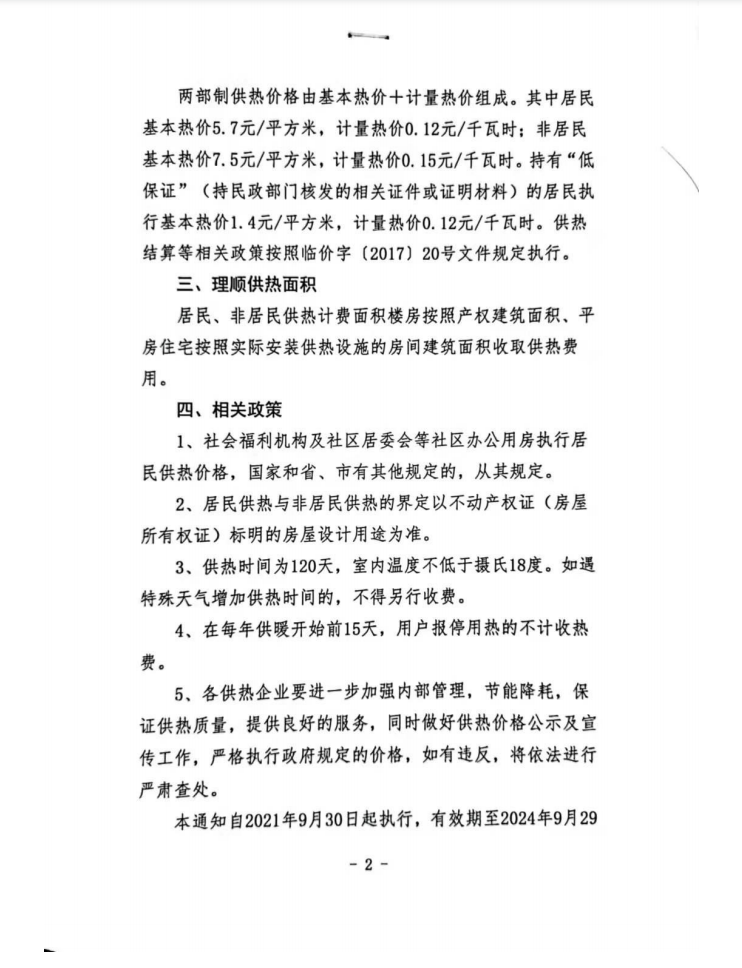 两部制供热价格由基本热价＋计量热价组成。其中居民
基本热价5.7元/平方米，计量热价0.12元/千瓦时；非居民
基本热价7.5元/平方米，计量热价0.15元/千瓦时。持有“低
保证”（持民政部门核发的相关证件或证明材料）的居民执
行基本热价1.4元/平方米，计量热价0.12元/千瓦时。供热
结算等相关政策按照临价字〔2017〕20号文件规定执行。
三、理顺供热面积
居民、非居民供热计费面积楼房按照产权建筑面积、平
房住宅按照实际安装供热设施的房间建筑面积收取供热费
用。
四、相关政策
1、社会福利机构及社区居委会等社区办公用房执行居
民供热价格，国家和省、市有其他规定的，从其规定。
2、居民供热与非居民供热的界定以不动产权证（房屋
所有权证）标明的房屋设计用途为准。
3、供热时间为120天，室内温度不低于摄氏18度。如遇
特殊天气增加供热时间的，不得另行收费。
4、在每年供暖开始前15天，用户报停用热的不计收热
费。
5、各供热企业要进一步加强内部管理，节能降耗，保
证供热质量，提供良好的服务，同时做好供热价格公示及宣
传工作，严格执行政府规定的价格，如有违反，将依法进行
严肃查处。
本通知自2021年9月30日起执行，有效期至2024年9月29
- 2 -